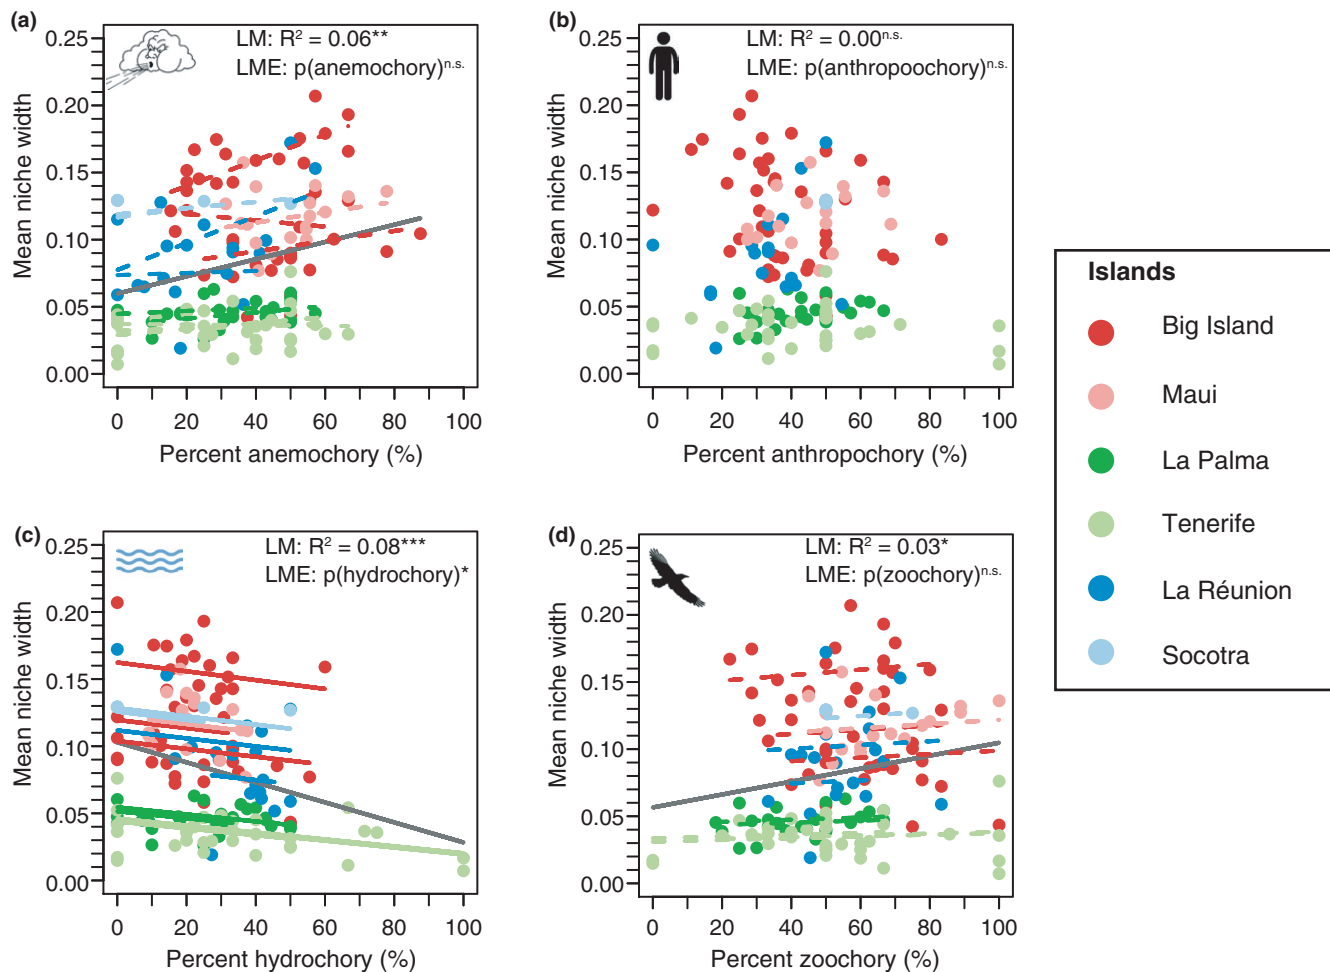 (a)
LM: R² = 0.06**
LME: p(anemochory)n.s.
0.25
0.20
0.15
0.10
0.05
0.00
Mean niche width
0 20 40 60 80 100
Percent anemochory (%)
(b)
LM: R² = 0.00n.s.
LME: p(anthropoochory)n.s.
0.25
0.20
0.15
0.10
0.05
0.00
Mean niche width
0 20 40 60 80 100
Percent anthropochory (%)
(c)
LM: R² = 0.08***
LME: p(hydrochory)*
0.25
0.20
0.15
0.10
0.05
0.00
Mean niche width
0 20 40 60 80 100
Percent hydrochory (%)
(d)
LM: R² = 0.03*
LME: p(zoochory)n.s.
0.25
0.20
0.15
0.10
0.05
0.00
Mean niche width
0 20 40 60 80 100
Percent zoochory (%)
Islands
Big Island
Maui
La Palma
Tenerife
La Réunion
Socotra